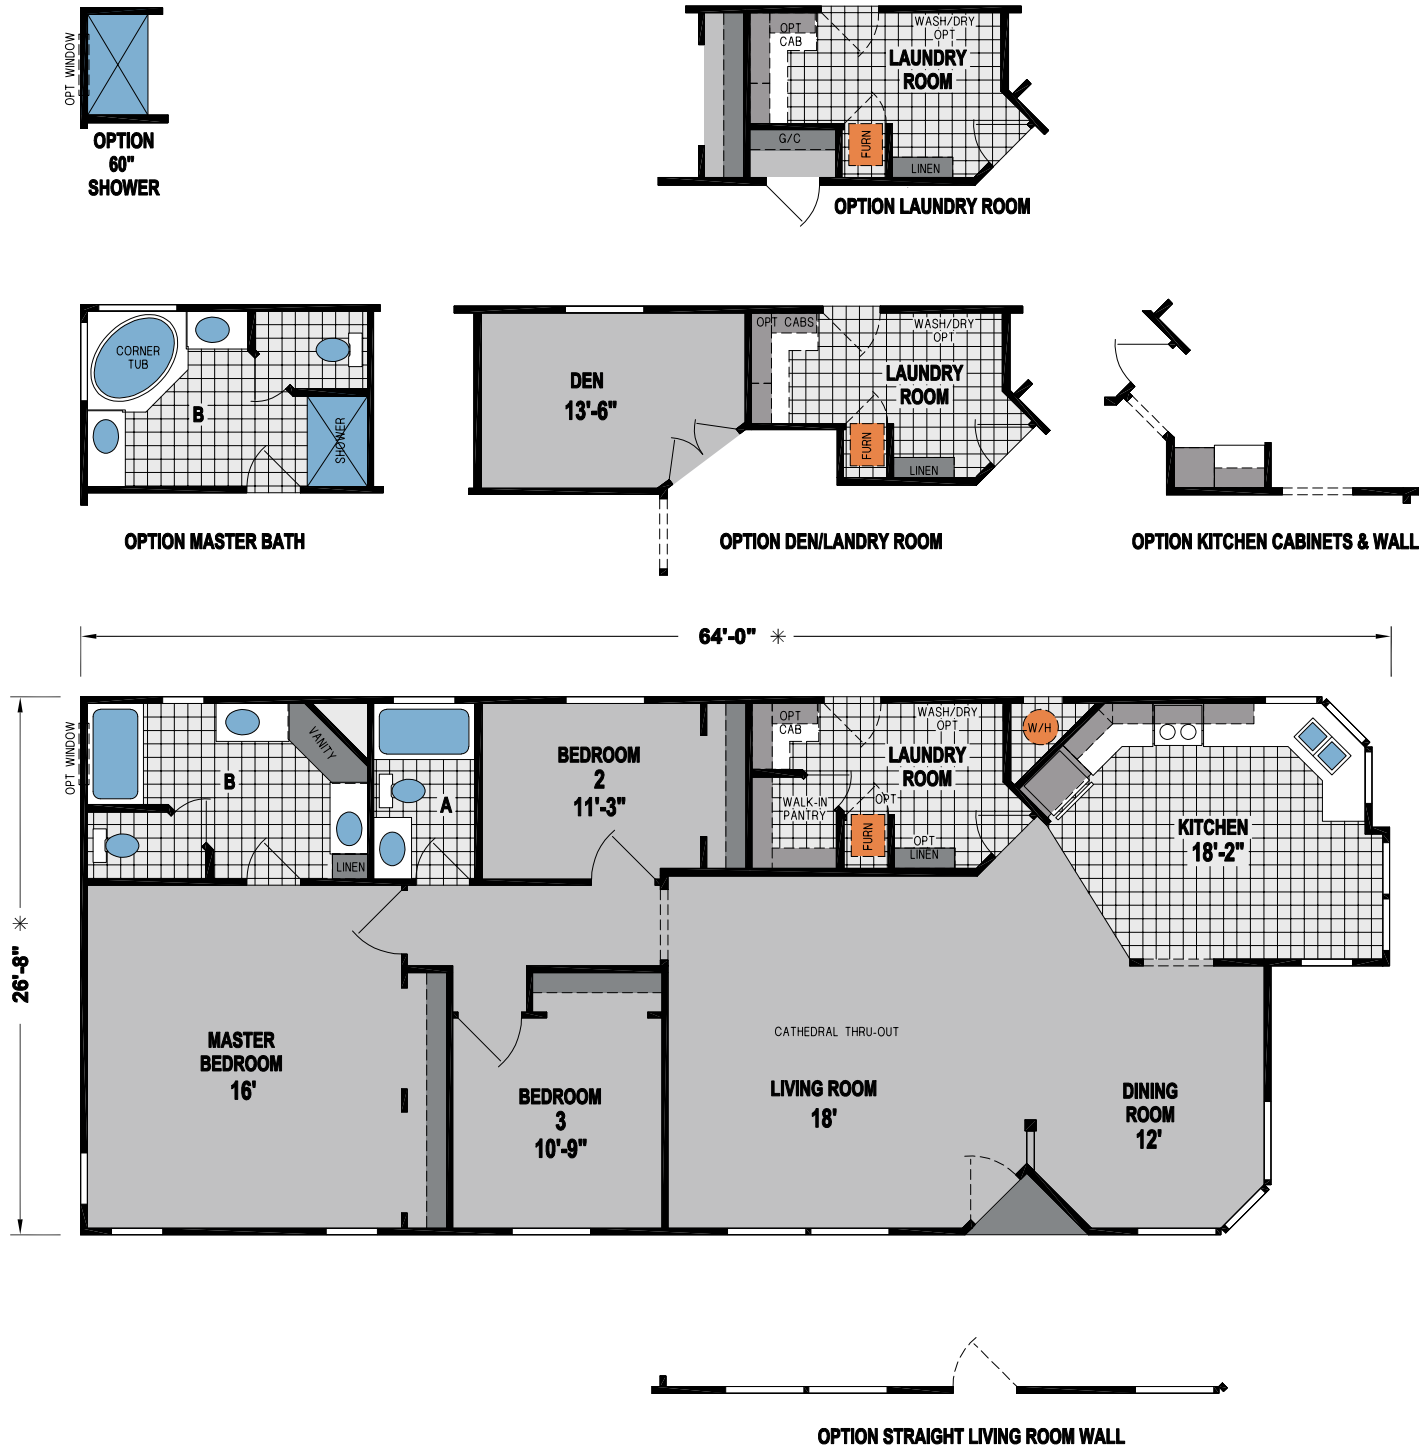 OPT WINDOW
OPTION
60"
SHOWER
OPT
CAB
WASH/DRY
OPT
LAUNDRY
ROOM
G/C
FURN
LINEN
OPTION LAUNDRY ROOM
CORNER
TUB
B
SHOWER
OPTION MASTER BATH
DEN
13'-6"
OPT CABS
WASH/DRY
OPT
LAUNDRY
ROOM
FURN
LINEN
OPTION DEN/LANDRY ROOM
OPTION KITCHEN CABINETS & WALL
64'-0" *
26'-8" *
OPT WINDOW
VANITY
B
LINEN
A
BEDROOM
2
11'-3"
OPT
CAB
WASH/DRY
OPT
LAUNDRY
ROOM
WALK-IN
PANTRY
OPT
FURN
OPT
LINEN
W/H
KITCHEN
18'-2"
MASTER
BEDROOM
16'
BEDROOM
3
10'-9"
CATHEDRAL THRU-OUT
LIVING ROOM
18'
DINING
ROOM
12'
OPTION STRAIGHT LIVING ROOM WALL